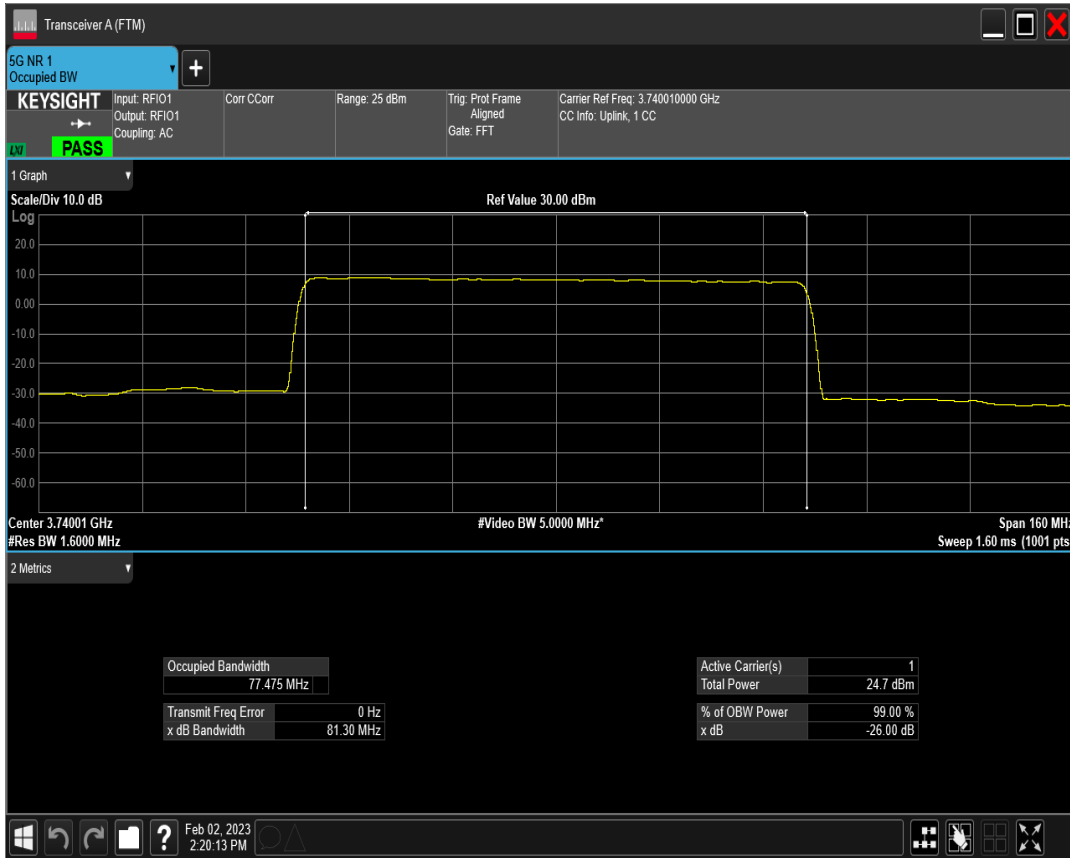 Transceiver A (FTM)
5G NR 1
Occupied BW
+
KEYSIGHT
LXI
PASS
Input: RFIO1
Output: RFIO1
Coupling: AC
Corr CCorr
Range: 25 dBm
Trig: Prot Frame
Aligned
Gate: FFT
Carrier Ref Freq: 3.740010000 GHz
CC Info: Uplink, 1 CC
1 Graph
Scale/Div 10.0 dB
Ref Value 30.00 dBm
Log
20.0
10.0
0.00
-10.0
-20.0
-30.0
-40.0
-50.0
-60.0
Center 3.74001 GHz
#Video BW 5.0000 MHz*
Span 160 MHz
#Res BW 1.6000 MHz
Sweep 1.60 ms (1001 pts
2 Metrics
Occupied Bandwidth
77.475 MHz
Transmit Freq Error 0 Hz
x dB Bandwidth 81.30 MHz
Active Carrier(s) 1
Total Power 24.7 dBm
% of OBW Power 99.00 %
x dB -26.00 dB
?
Feb 02, 2023
2:20:13 PM